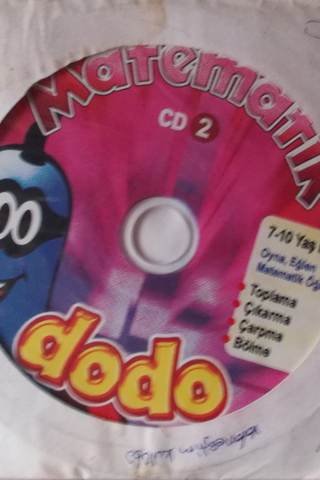 Matematik
CD 2
7-10 Yaş
Oyna, Eğlen
Matematik Öğ
Toplama
Çıkarma
Çarpma
Bölme
dodo